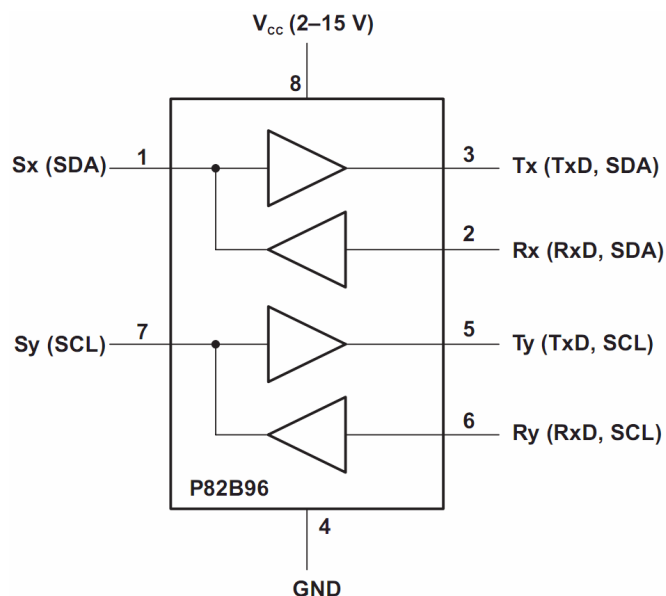 V_CC (2–15 V)
8
Sx (SDA) 1
3 Tx (TxD, SDA)
2 Rx (RxD, SDA)
Sy (SCL) 7
5 Ty (TxD, SCL)
6 Ry (RxD, SCL)
P82B96
4
GND